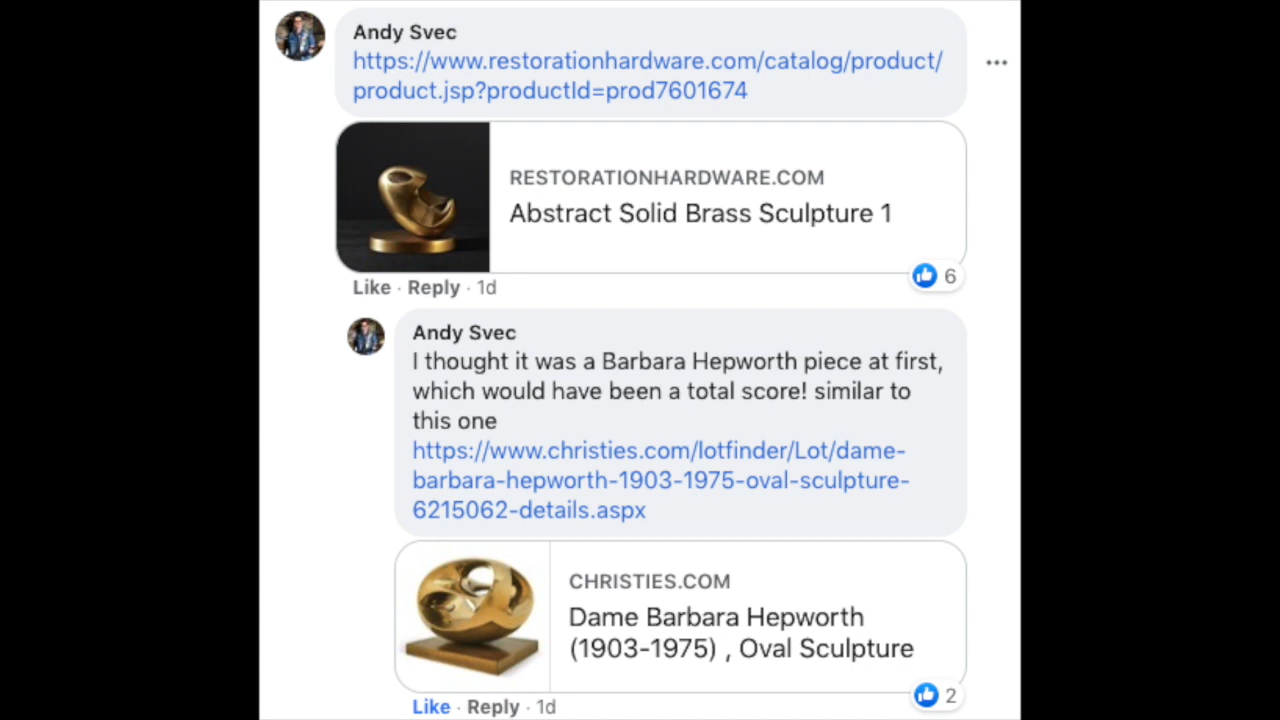 Andy Svec
https://www.restorationhardware.com/catalog/product/
product.jsp?productId=prod7601674
RESTORATIONHARDWARE.COM
Abstract Solid Brass Sculpture 1
6
Like · Reply · 1d
Andy Svec
I thought it was a Barbara Hepworth piece at first,
which would have been a total score! similar to
this one
https://www.christies.com/lotfinder/Lot/dame-
barbara-hepworth-1903-1975-oval-sculpture-
6215062-details.aspx
CHRISTIES.COM
Dame Barbara Hepworth
(1903-1975) , Oval Sculpture
2
Like · Reply · 1d